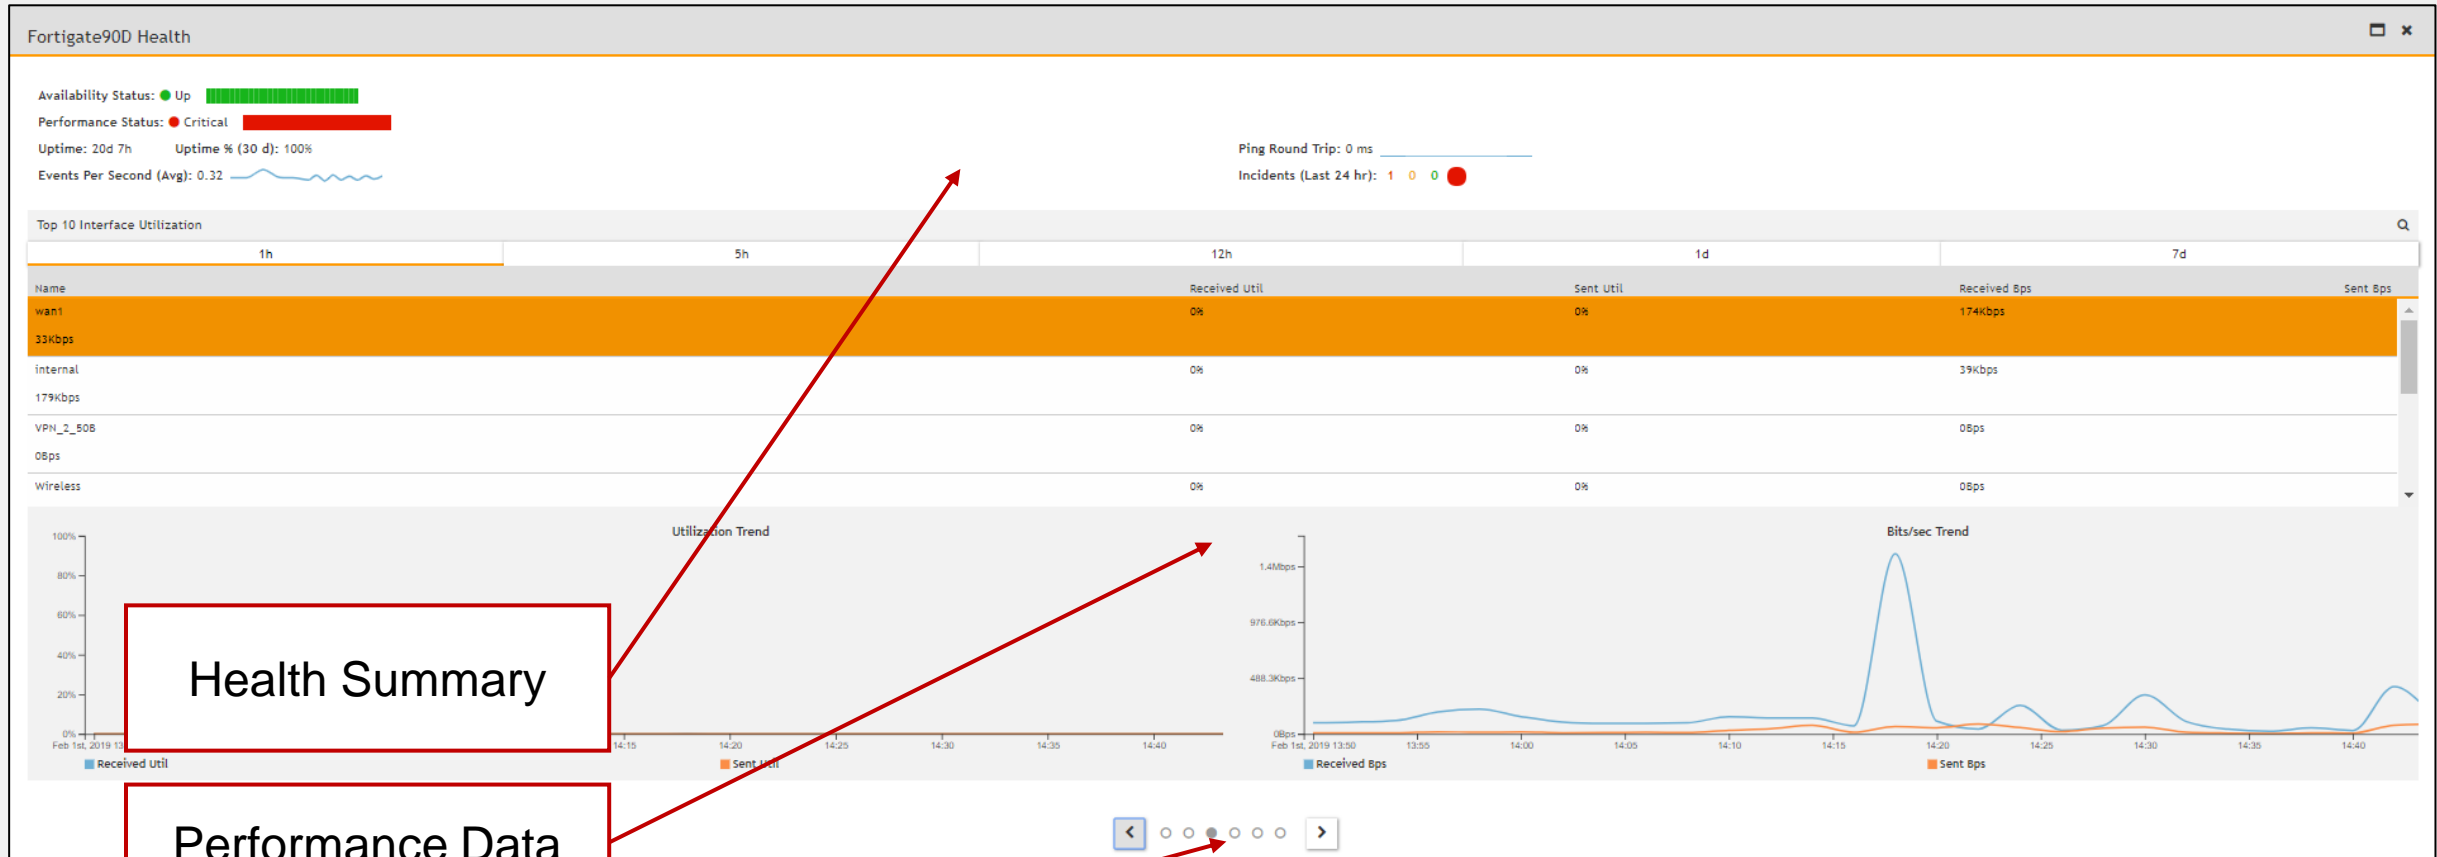 Fortigate90D Health
Availability Status: Up
Performance Status: Critical
Uptime: 20d 7h Uptime % (30 d): 100%
Ping Round Trip: 0 ms
Events Per Second (Avg): 0.32
Incidents (Last 24 hr): 1 0 0
Top 10 Interface Utilization
1h 5h 12h 1d 7d
Name Received Util Sent Util Received Bps Sent Bps
wan1 0% 0% 174Kbps
33Kbps
internal 0% 0% 39Kbps
179Kbps
VPN_2_50B 0% 0% 0Bps
0Bps
Wireless 0% 0% 0Bps
Utilization Trend
100%
80%
60%
40%
20%
0%
Feb 1st, 2019 13 14:15 14:20 14:25 14:30 14:35 14:40
Received Util Sent Util
Bits/sec Trend
1.4Mbps
976.6Kbps
488.3Kbps
0Bps
Feb 1st, 2019 13:50 13:55 14:00 14:05 14:10 14:15 14:20 14:25 14:30 14:35 14:40
Received Bps Sent Bps
Health Summary
Performance Data